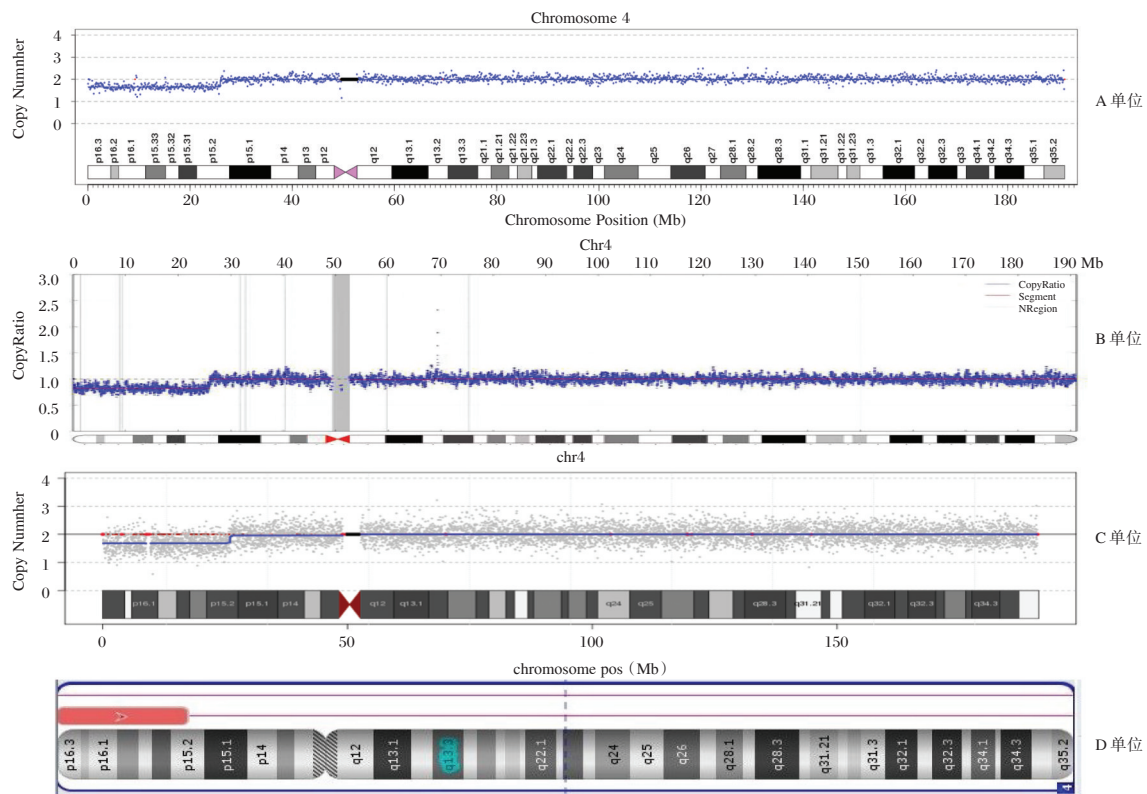 Chromosome 4
4
3
2
1
0
Copy Numnher
A 单位
p16.3 p16.2 p16.1 p15.33 p15.32 p15.31 p15.2 p15.1 p14 p13 p12 q12 q13.1 q13.2 q13.3 q21.1 q21.21 q21.22 q21.23 q21.3 q22.1 q22.2 q22.3 q23 q24 q25 q26 q27 q28.1 q28.2 q28.3 q31.1 q31.21 q31.22 q31.23 q31.3 q32.1 q32.2 q32.3 q33 q34.1 q34.2 q34.3 q35.1 q35.2
0 20 40 60 80 100 120 140 160 180
Chromosome Position (Mb)
Chr4
0 5 10 20 30 40 50 55 60 70 75 80 90 100 110 120 130 140 150 160 170 180 190 Mb
3.0
2.5
2.0
1.5
1.0
0.5
0
CopyRatio
CopyRatio
Segment
NRegion
B 单位
chr4
4
3
2
1
0
Copy Numnher
C 单位
p16.1 p15.2 p15.1 p14 q12 q13.1 q24 q25 q28.3 q31.21 q32.1 q32.3 q34.3
0 50 100 150
chromosome pos（Mb）
p16.3 p16.1 p15.2 p15.1 p14 q12 q13.1 q13.3 q22.1 q24 q25 q26 q28.1 q28.3 q31.21 q31.3 q32.1 q32.3 q34.1 q34.3 q35.2
D 单位
4